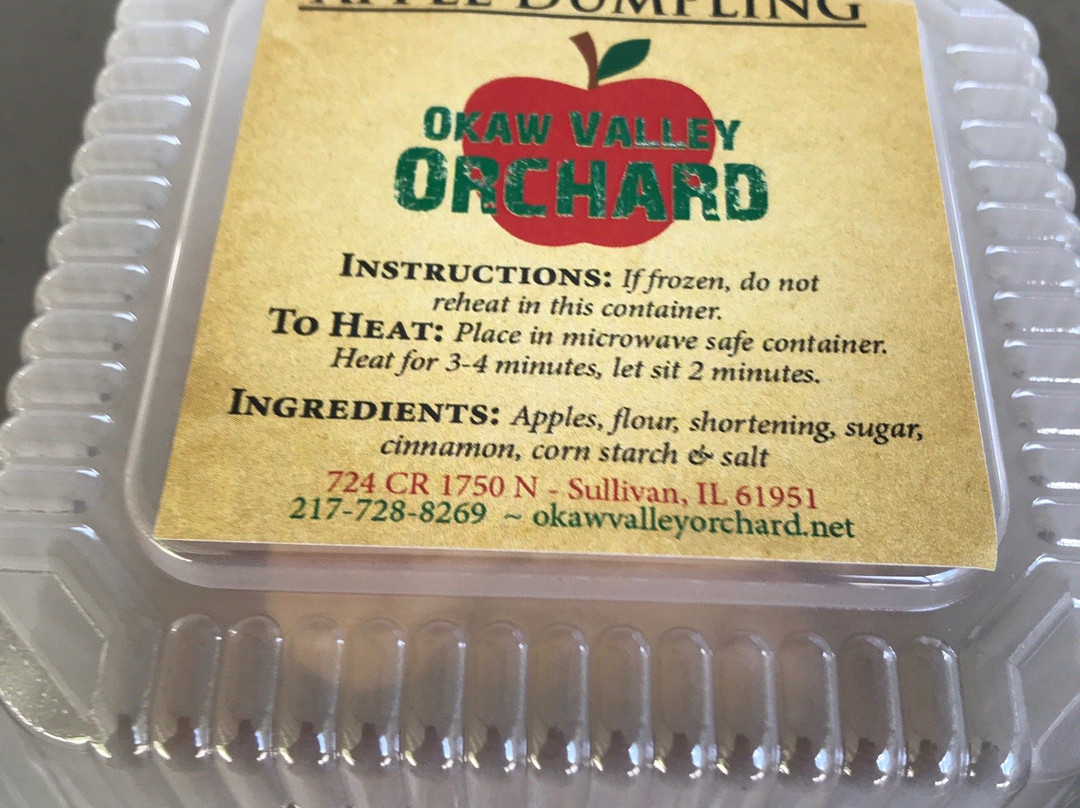 APPLE DUMPLING
OKAW VALLEY
ORCHARD
INSTRUCTIONS: If frozen, do not
reheat in this container.
TO HEAT: Place in microwave safe container.
Heat for 3-4 minutes, let sit 2 minutes.
INGREDIENTS: Apples, flour, shortening, sugar,
cinnamon, corn starch & salt
724 CR 1750 N - Sullivan, IL 61951
217-728-8269 ~ okawvalleyorchard.net